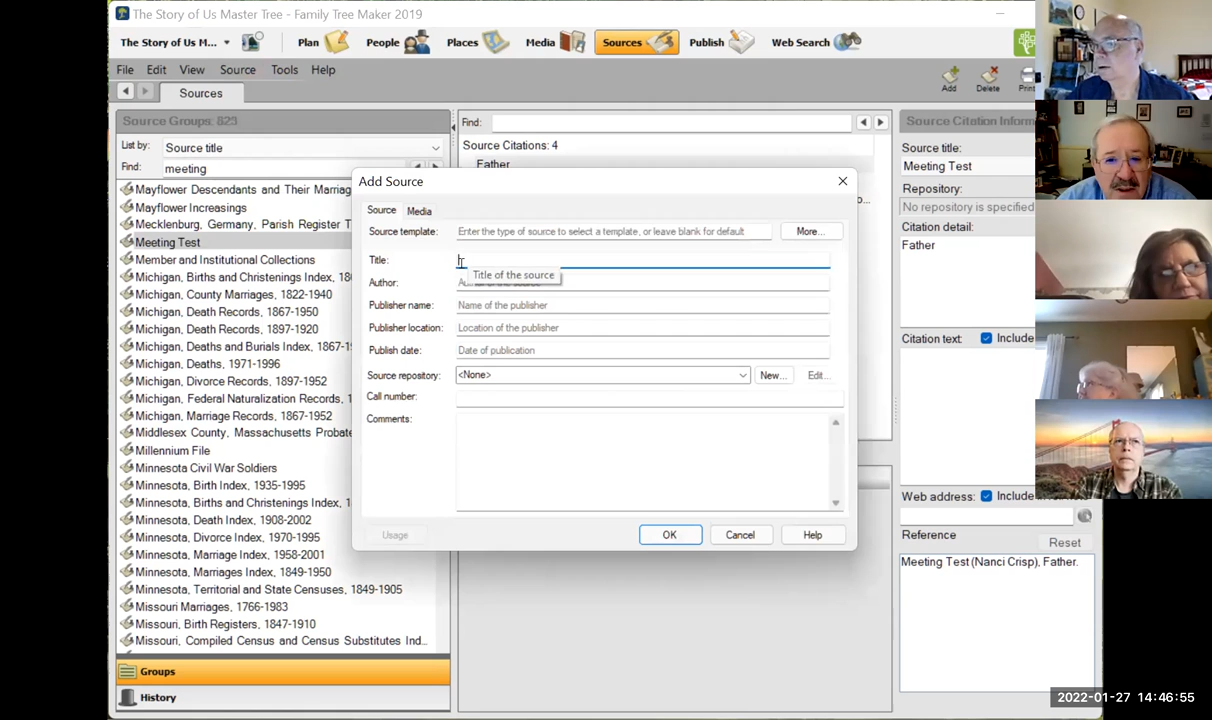 The Story of Us Master Tree - Family Tree Maker 2019
The Story of Us M...
Plan
People
Places
Media
Sources
Publish
Web Search
File Edit View Source Tools Help
Sources
Add
Delete
Source Groups: 823
List by: Source title
Find: meeting
Mayflower Descendants and Their Marriag
Mayflower Increasings
Mecklenburg, Germany, Parish Register T
Meeting Test
Member and Institutional Collections
Michigan, Births and Christenings Index, 18
Michigan, County Marriages, 1822-1940
Michigan, Death Records, 1867-1950
Michigan, Death Records, 1897-1920
Michigan, Deaths and Burials Index, 1867-1
Michigan, Deaths, 1971-1996
Michigan, Divorce Records, 1897-1952
Michigan, Federal Naturalization Records, 1
Michigan, Marriage Records, 1867-1952
Middlesex County, Massachusetts Probate
Millennium File
Minnesota Civil War Soldiers
Minnesota, Birth Index, 1935-1995
Minnesota, Births and Christenings Index, 1
Minnesota, Death Index, 1908-2002
Minnesota, Divorce Index, 1970-1995
Minnesota, Marriage Index, 1958-2001
Minnesota, Marriages Index, 1849-1950
Minnesota, Territorial and State Censuses, 1849-1905
Missouri Marriages, 1766-1983
Missouri, Birth Registers, 1847-1910
Missouri, Compiled Census and Census Substitutes Ind...
Groups
History
Find:
Source Citations: 4
Father
Add Source
Source Media
Source template: Enter the type of source to select a template, or leave blank for default More...
Title:
Title of the source
Author:
Publisher name: Name of the publisher
Publisher location: Location of the publisher
Publish date: Date of publication
Source repository: <None> New... Edit...
Call number:
Comments:
Usage OK Cancel Help
Source Citation Inform
Source title:
Meeting Test
Repository:
No repository is specified
Citation detail:
Father
Citation text: Include
Web address: Include
Reference Reset
Meeting Test (Nanci Crisp), Father.
2022-01-27 14:46:55